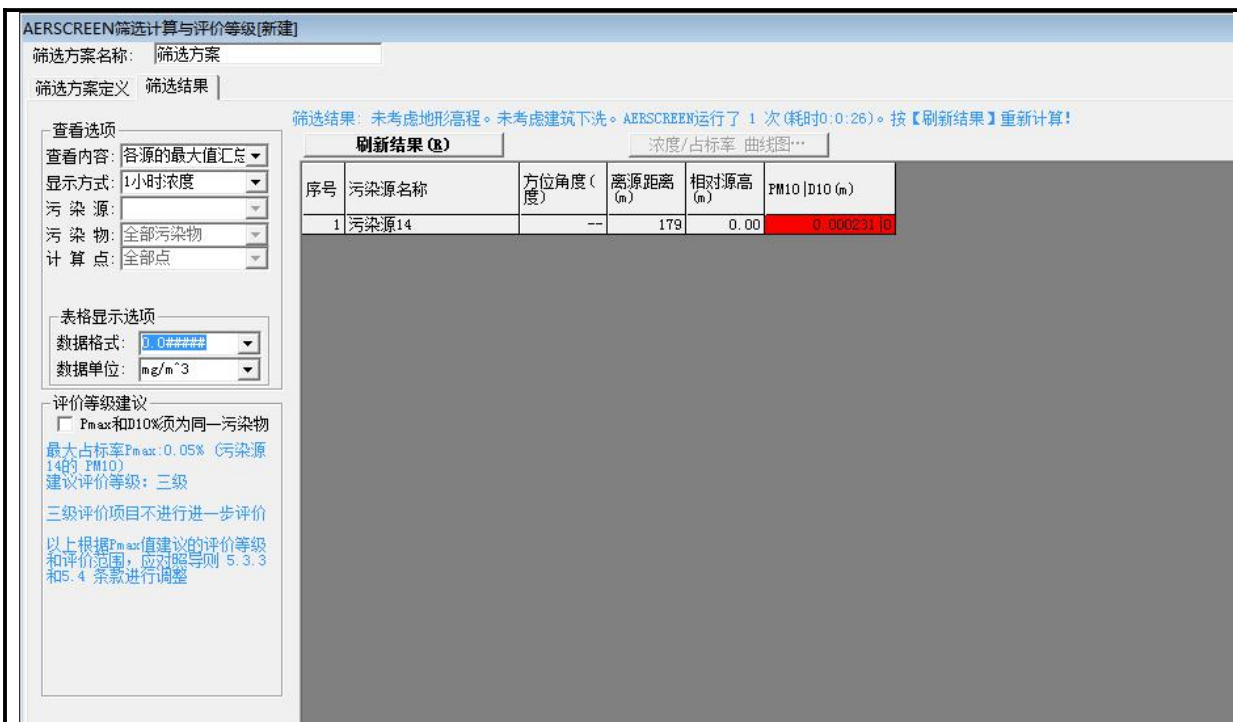 AERSCREEN筛选计算与评价等级[新建]
筛选方案名称: 筛选方案
筛选方案定义 筛选结果
筛选结果: 未考虑地形高程。未考虑建筑下洗。AERSCREEN运行了 1 次(耗时0:0:26)。按【刷新结果】重新计算!
刷新结果(R) 浓度/占标率 曲线图…
查看选项
查看内容: 各源的最大值汇总
显示方式: 1小时浓度
污 染 源:
污 染 物: 全部污染物
计 算 点: 全部点
序号 污染源名称 方位角度(度) 离源距离(m) 相对源高(m) PM10|D10(m)
1 污染源14 -- 179 0.00 0.000231|0
表格显示选项
数据格式: 0.0#####
数据单位: mg/m^3
评价等级建议
Pmax和D10%须为同一污染物
最大占标率Pmax:0.05% (污染源
14的 PM10)
建议评价等级: 三级
三级评价项目不进行进一步评价
以上根据Pmax值建议的评价等级
和评价范围, 应对照导则 5.3.3
和5.4 条款进行调整